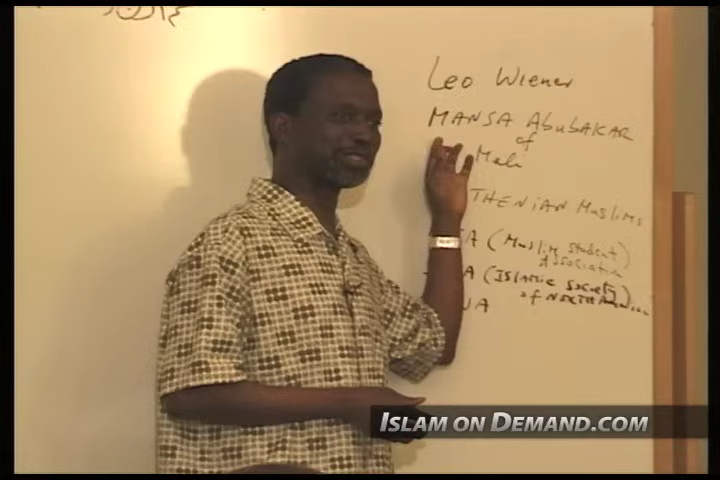 Leo Wiener
MANSA AbubakAR
of
Mali
THENiAN Muslims
A (Muslim Student)
Association
A (ISlamic Society)
of NORTH
NA
ISLAM ON DEMAND.COM